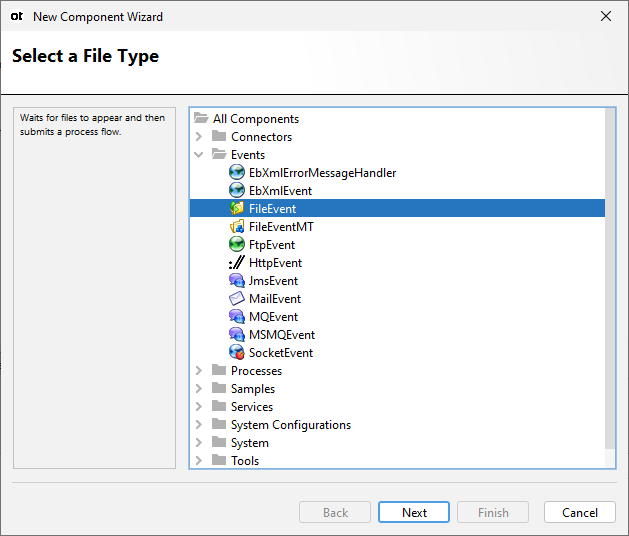 ot New Component Wizard
Select a File Type
Waits for files to appear and then
submits a process flow.
All Components
Connectors
Events
EbXmlErrorMessageHandler
EbXmlEvent
FileEvent
FileEventMT
FtpEvent
HttpEvent
JmsEvent
MailEvent
MQEvent
MSMQEvent
SocketEvent
Processes
Samples
Services
System Configurations
System
Tools
Back Next Finish Cancel